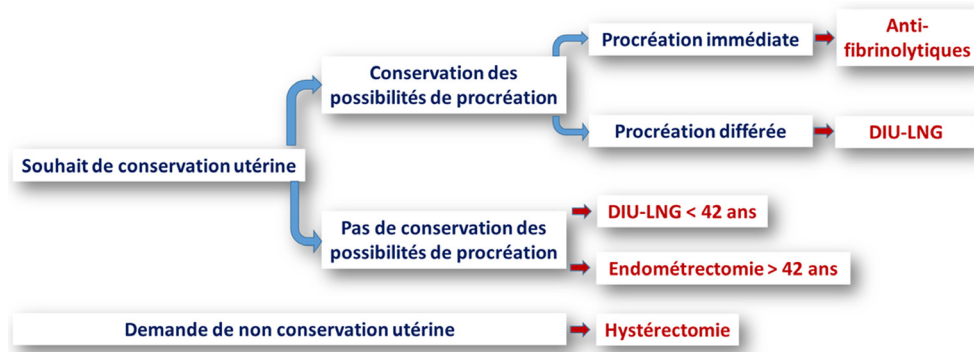 Procréation immédiate
Anti-
fibrinolytiques
Conservation des
possibilités de procréation
Procréation différée
DIU-LNG
Souhait de conservation utérine
Pas de conservation des
possibilités de procréation
DIU-LNG < 42 ans
Endométrectomie > 42 ans
Demande de non conservation utérine
Hystérectomie